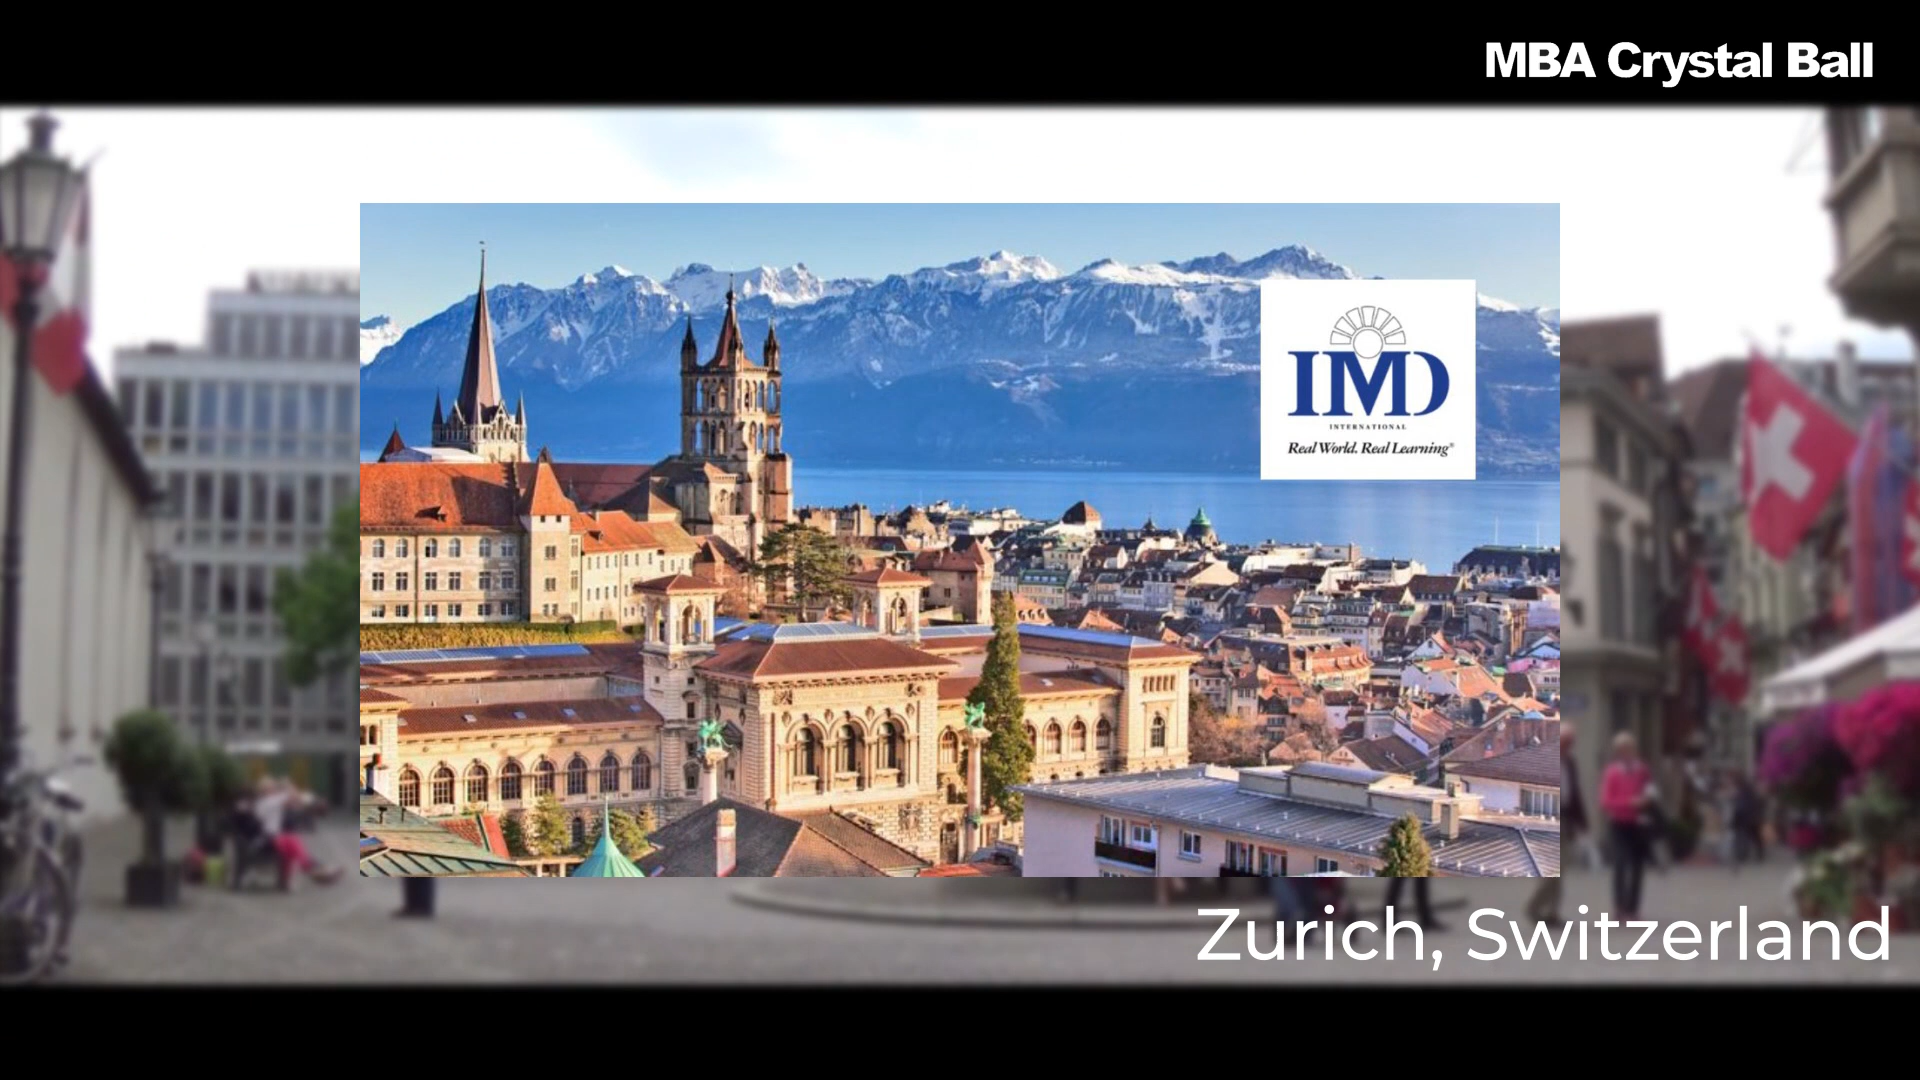 MBA Crystal Ball
IMD
INTERNATIONAL
Real World. Real Learning®
Zurich, Switzerland